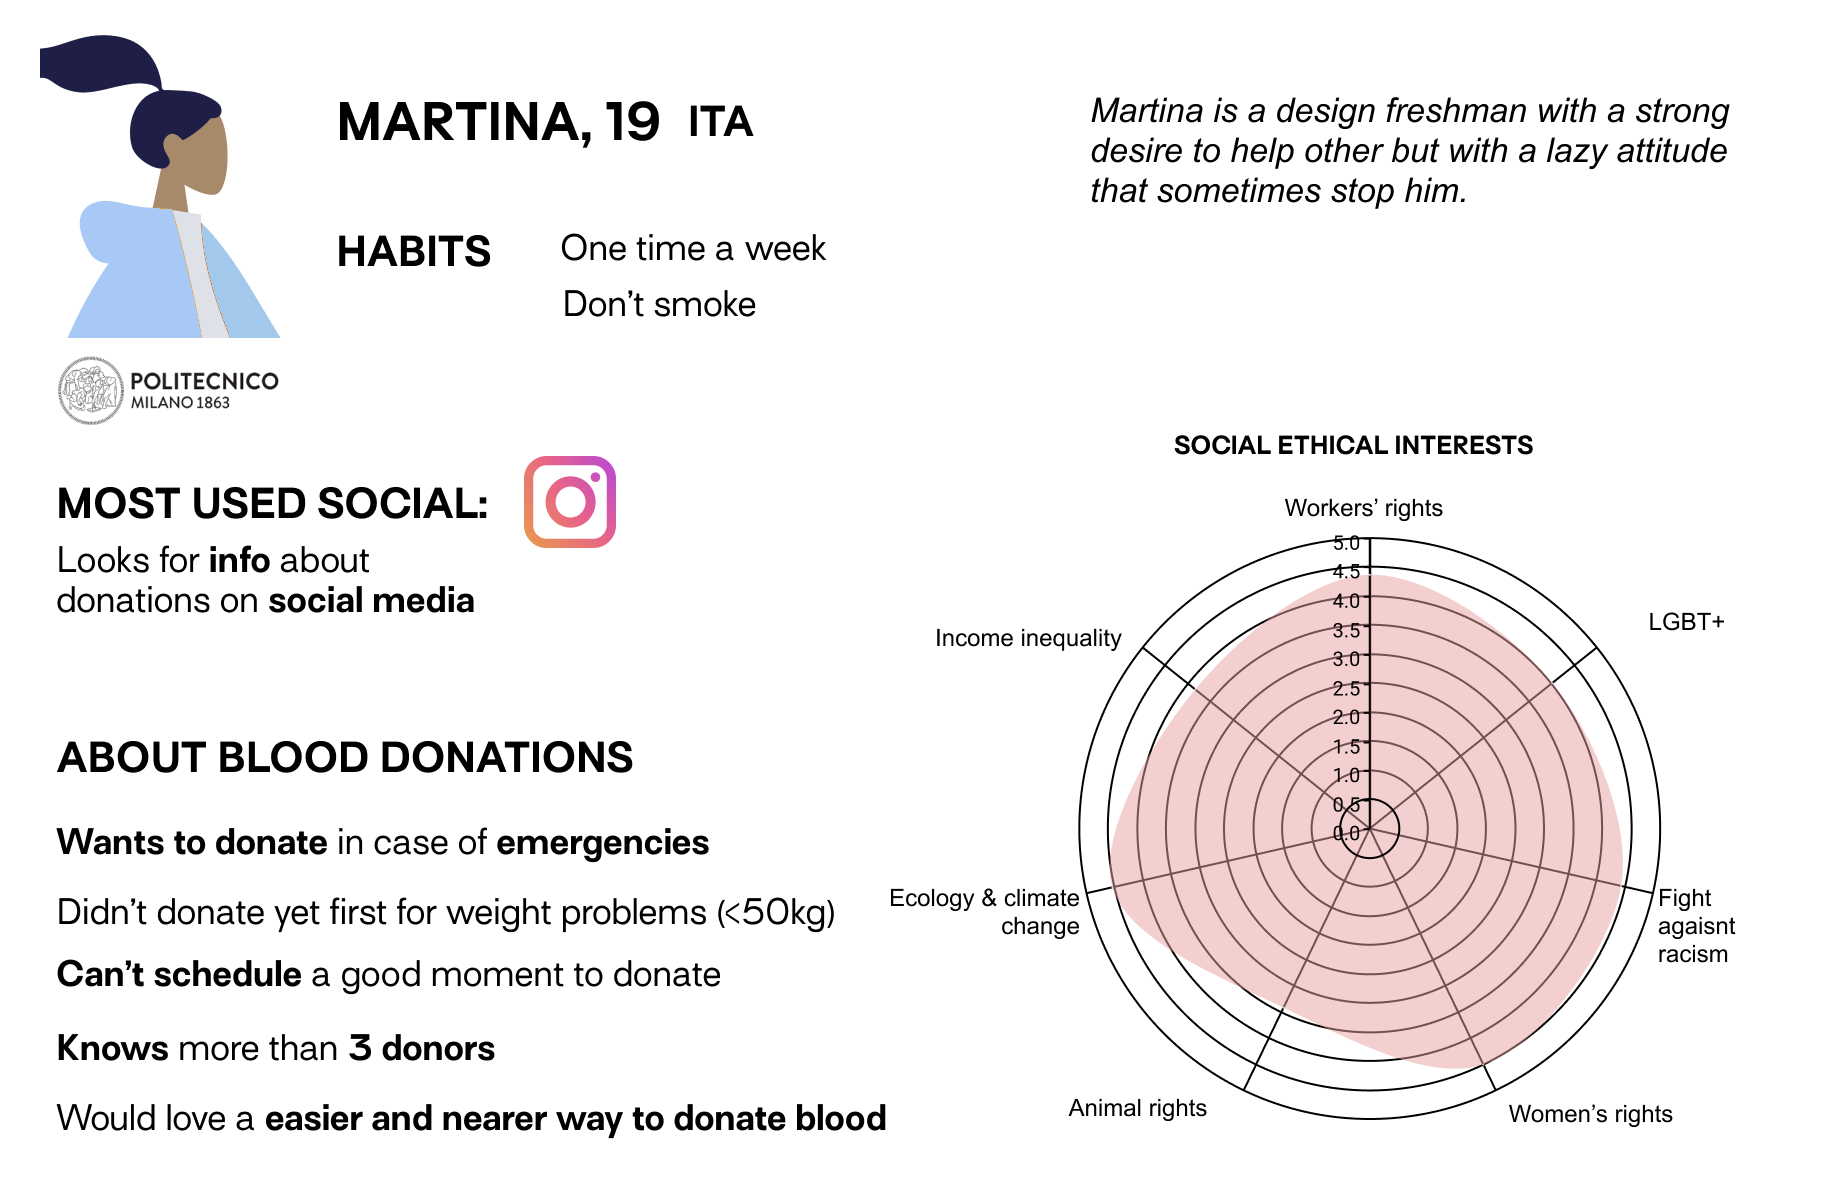 MARTINA, 19 ITA
Martina is a design freshman with a strong
desire to help other but with a lazy attitude
that sometimes stop him.
HABITS
One time a week
Don’t smoke
POLITECNICO
MILANO 1863
MOST USED SOCIAL:
Looks for info about
donations on social media
ABOUT BLOOD DONATIONS
Wants to donate in case of emergencies
Didn’t donate yet first for weight problems (<50kg)
Can’t schedule a good moment to donate
Knows more than 3 donors
Would love a easier and nearer way to donate blood
SOCIAL ETHICAL INTERESTS
Workers’ rights
LGBT+
Fight
agaisnt
racism
Women’s rights
Animal rights
Ecology & climate
change
Income inequality
5.0
4.5
4.0
3.5
3.0
2.5
2.0
1.5
1.0
0.5
0.0